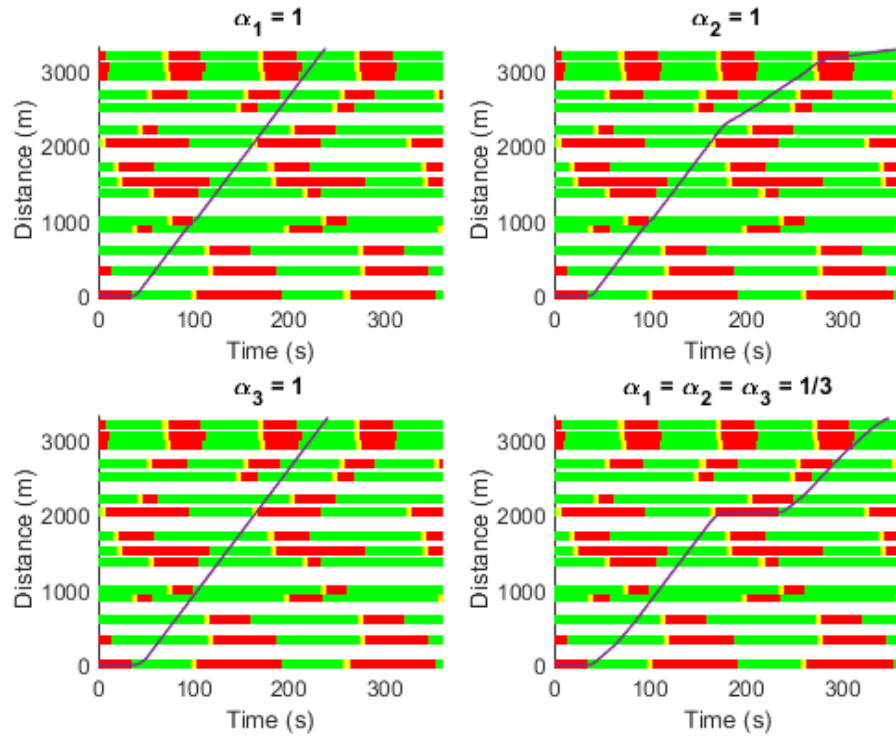 α₁ = 1
3000
2000
1000
0
Distance (m)
0 100 200 300
Time (s)
α₂ = 1
3000
2000
1000
0
Distance (m)
0 100 200 300
Time (s)
α₃ = 1
3000
2000
1000
0
Distance (m)
0 100 200 300
Time (s)
α₁ = α₂ = α₃ = 1/3
3000
2000
1000
0
Distance (m)
0 100 200 300
Time (s)